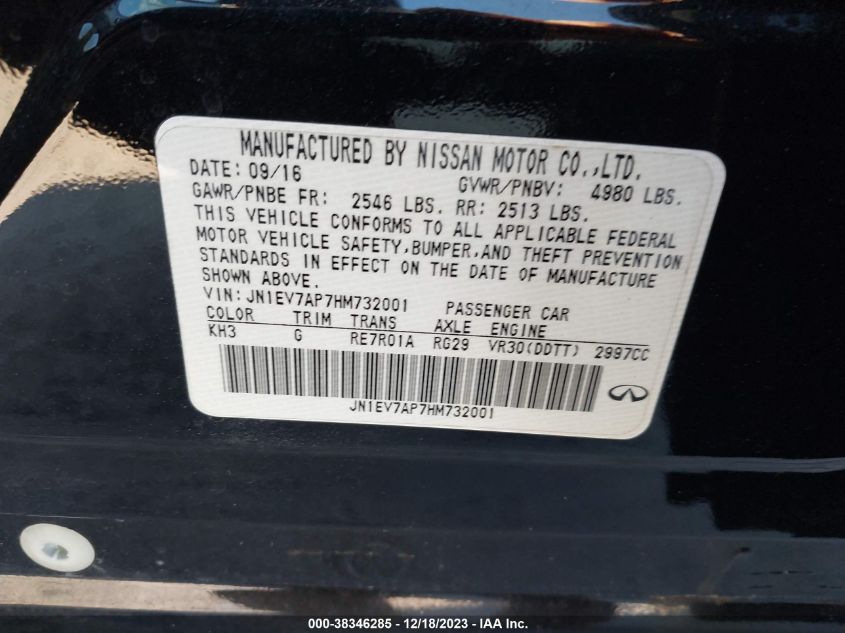 MANUFACTURED BY NISSAN MOTOR CO.,LTD.
DATE: 09/16 GVWR/PNBV: 4980 LBS.
GAWR/PNBE FR: 2546 LBS. RR: 2513 LBS.
THIS VEHICLE CONFORMS TO ALL APPLICABLE FEDERAL
MOTOR VEHICLE SAFETY,BUMPER,AND THEFT PREVENTION
STANDARDS IN EFFECT ON THE DATE OF MANUFACTURE
SHOWN ABOVE.
VIN: JN1EV7AP7HM732001 PASSENGER CAR
COLOR TRIM TRANS AXLE ENGINE
KH3 G RE7R01A RG29 VR30(DDTT) 2997CC
JN1EV7AP7HM732001
000-38346285 - 12/18/2023 - © IAA, Inc.